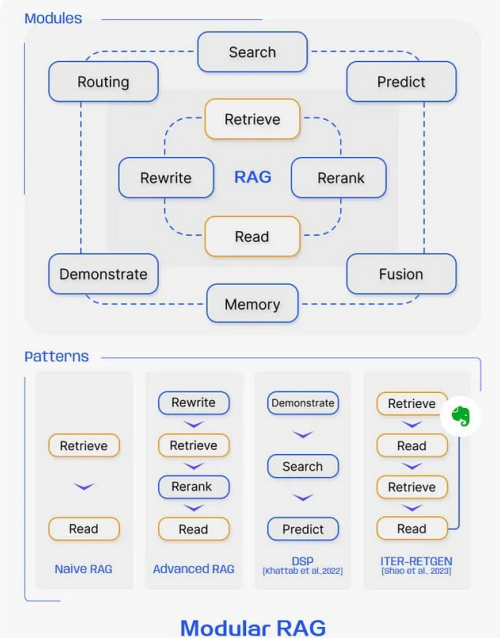 Modules
Search
Routing
Predict
Retrieve
Rewrite
RAG
Rerank
Read
Demonstrate
Fusion
Memory
Patterns
Retrieve
Read
Naive RAG
Rewrite
Retrieve
Rerank
Read
Advanced RAG
Demonstrate
Search
Predict
DSP
[Khattab et al.,2022]
Retrieve
Read
Retrieve
Read
ITER-RETGEN
[Shao et al., 2023]
Modular RAG